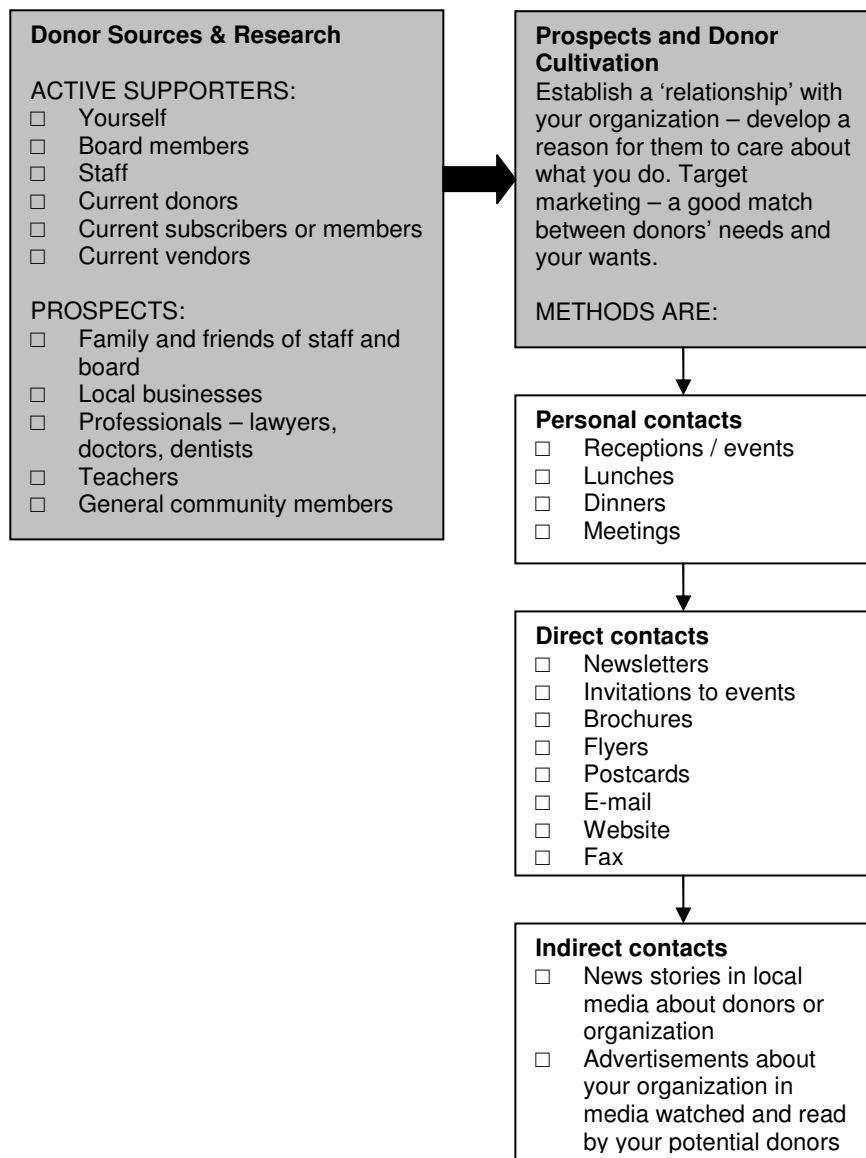 Donor Sources & Research
ACTIVE SUPPORTERS:
□ Yourself
□ Board members
□ Staff
□ Current donors
□ Current subscribers or members
□ Current vendors
PROSPECTS:
□ Family and friends of staff and
board
□ Local businesses
□ Professionals – lawyers,
doctors, dentists
□ Teachers
□ General community members
Prospects and Donor
Cultivation
Establish a ‘relationship’ with
your organization – develop a
reason for them to care about
what you do. Target
marketing – a good match
between donors’ needs and
your wants.
METHODS ARE:
Personal contacts
□ Receptions / events
□ Lunches
□ Dinners
□ Meetings
Direct contacts
□ Newsletters
□ Invitations to events
□ Brochures
□ Flyers
□ Postcards
□ E-mail
□ Website
□ Fax
Indirect contacts
□ News stories in local
media about donors or
organization
□ Advertisements about
your organization in
media watched and read
by your potential donors